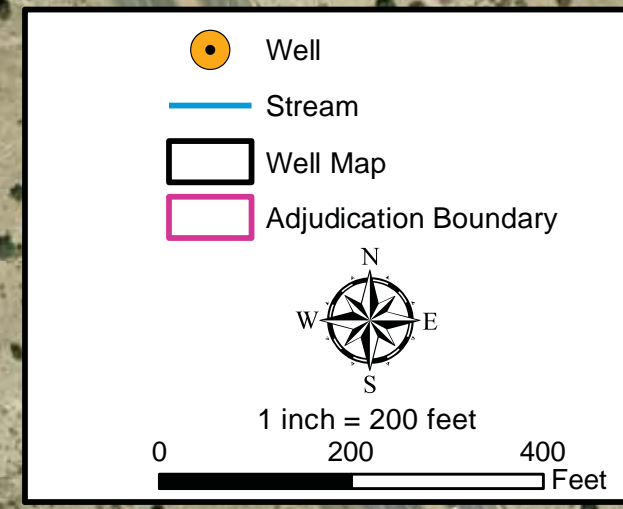 Well
Stream
Well Map
Adjudication Boundary
N
W E
S
1 inch = 200 feet
0 200 400
Feet